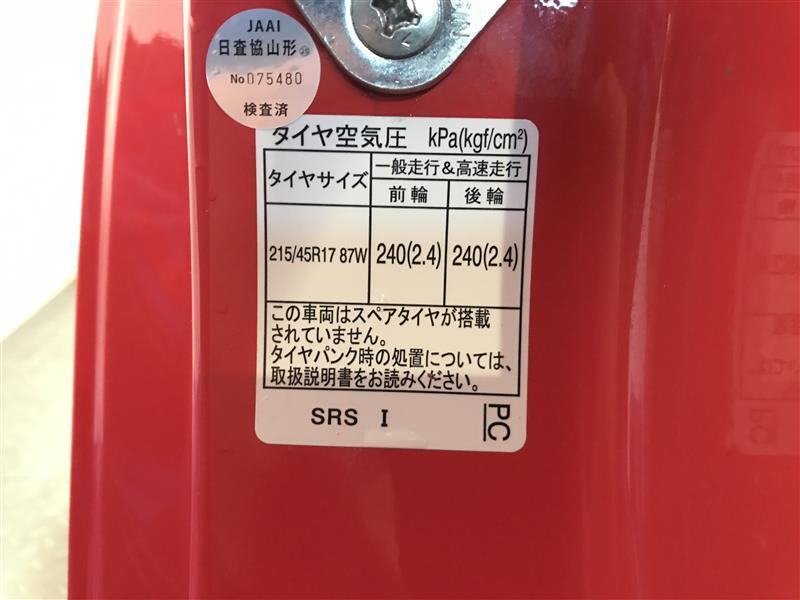 JAAI
日査協山形
No075480
検査済
タイヤ空気圧 kPa(kgf/cm²)
タイヤサイズ 一般走行&高速走行
前輪 後輪
215/45R17 87W 240(2.4) 240(2.4)
この車両はスペアタイヤが搭載
されていません。
タイヤパンク時の処置については、
取扱説明書をお読みください。
SRS I PC